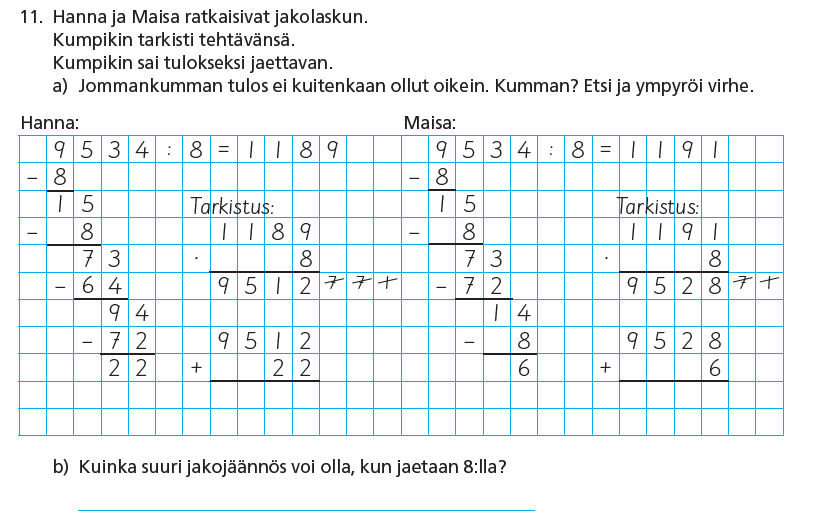 11. Hanna ja Maisa ratkaisivat jakolaskun.
Kumpikin tarkisti tehtävänsä.
Kumpikin sai tulokseksi jaettavan.
a) Jommankumman tulos ei kuitenkaan ollut oikein. Kumman? Etsi ja ympyröi virhe.
Hanna:
9534:8=1189
- 8
15
Tarkistus:
- 8
1189
73
· 8
- 64
9512 7 7 +
94
- 72
9512
22
+ 22
Maisa:
9534:8=1191
- 8
15
Tarkistus:
- 8
1191
73
· 8
- 72
9528 7 +
14
- 8
9528
6
+ 6
b) Kuinka suuri jakojäännös voi olla, kun jaetaan 8:lla?